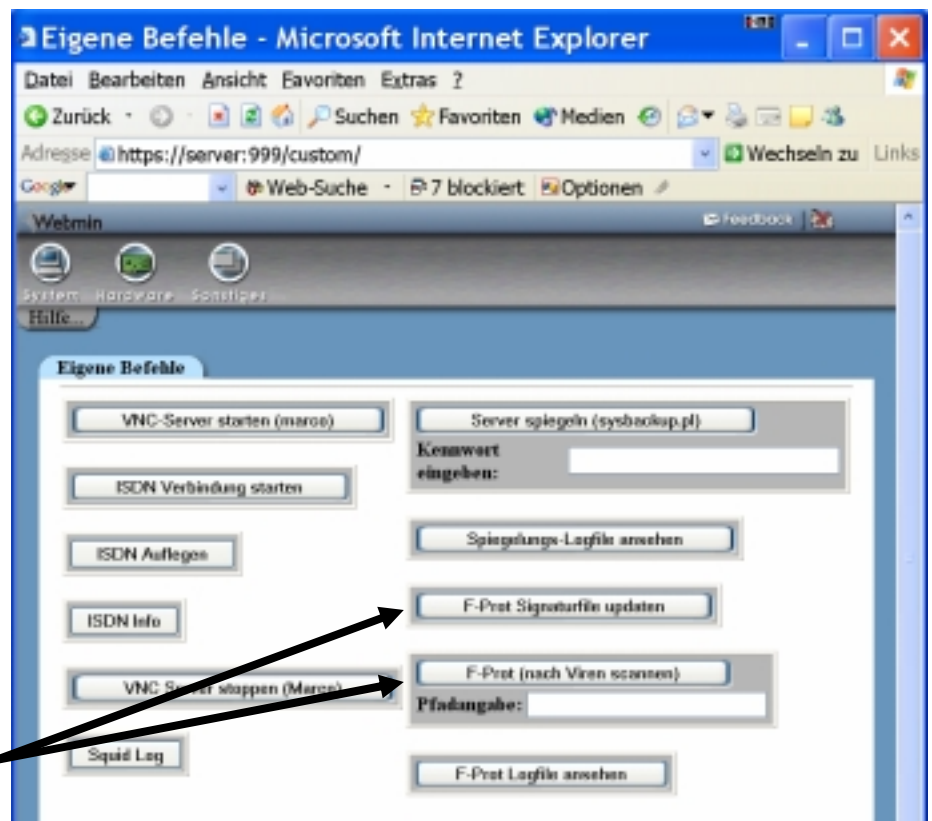 Eigene Befehle - Microsoft Internet Explorer
Datei Bearbeiten Ansicht Favoriten Extras ?
Zurück Suchen Favoriten Medien
Adresse https://server:999/custom/ Wechseln zu Links
Google Web-Suche 7 blockiert Optionen
Webmin Feedback
System Hardware Sonstiges
Hilfe...
Eigene Befehle
VNC-Server starten (marco)
ISDN Verbindung starten
ISDN Auflegen
ISDN Info
VNC Server stoppen (Marco)
Squid Log
Server spiegeln (sysbackup.pl)
Kennwort
eingeben:
Spiegelungs-Logfile ansehen
F-Prot Signaturfile updaten
F-Prot (nach Viren scannen)
Pfadangabe:
F-Prot Logfile ansehen